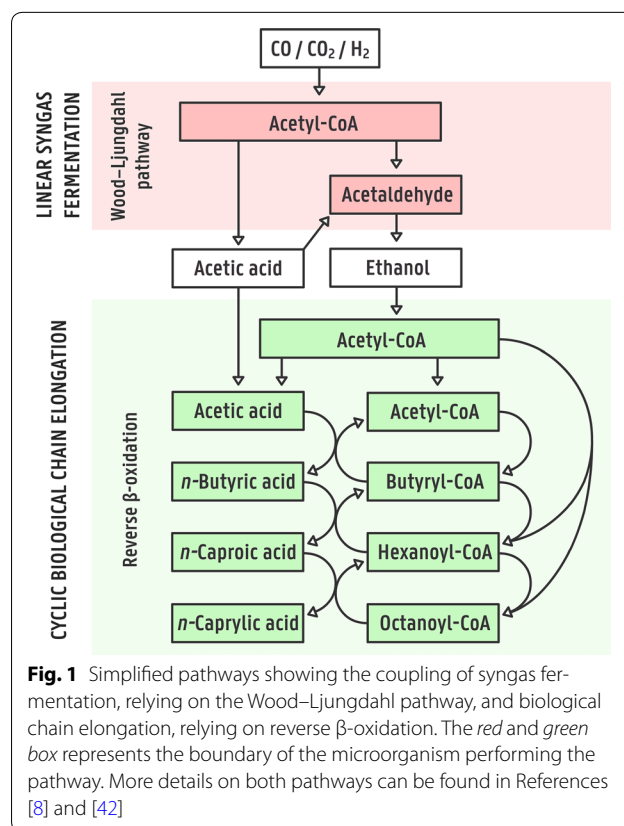 CO / CO₂ / H₂
LINEAR SYNGAS
FERMENTATION
Wood–Ljungdahl
pathway
Acetyl-CoA
Acetaldehyde
Acetic acid
Ethanol
CYCLIC BIOLOGICAL CHAIN ELONGATION
Reverse β-oxidation
Acetyl-CoA
Acetic acid
Acetyl-CoA
n-Butyric acid
Butyryl-CoA
n-Caproic acid
Hexanoyl-CoA
n-Caprylic acid
Octanoyl-CoA
Fig. 1 Simplified pathways showing the coupling of syngas fer-
mentation, relying on the Wood–Ljungdahl pathway, and biological
chain elongation, relying on reverse β-oxidation. The red and green
box represents the boundary of the microorganism performing the
pathway. More details on both pathways can be found in References
[8] and [42]